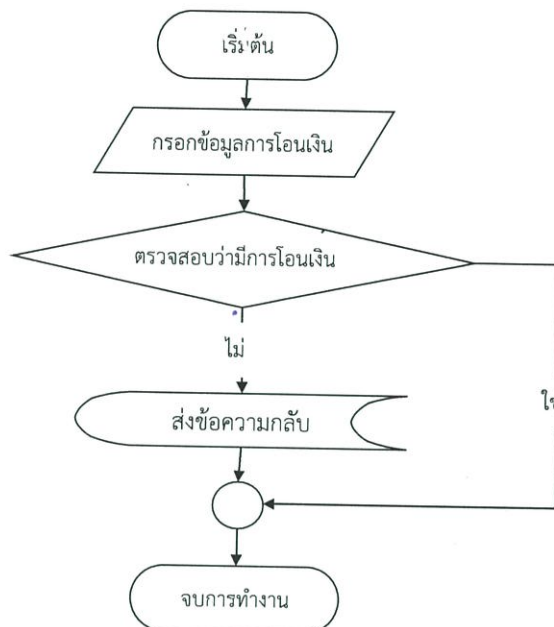 เริ่มต้น
กรอกข้อมูลการโอนเงิน
ตรวจสอบว่ามีการโอนเงิน
ไม่
ส่งข้อความกลับ
จบการทำงาน